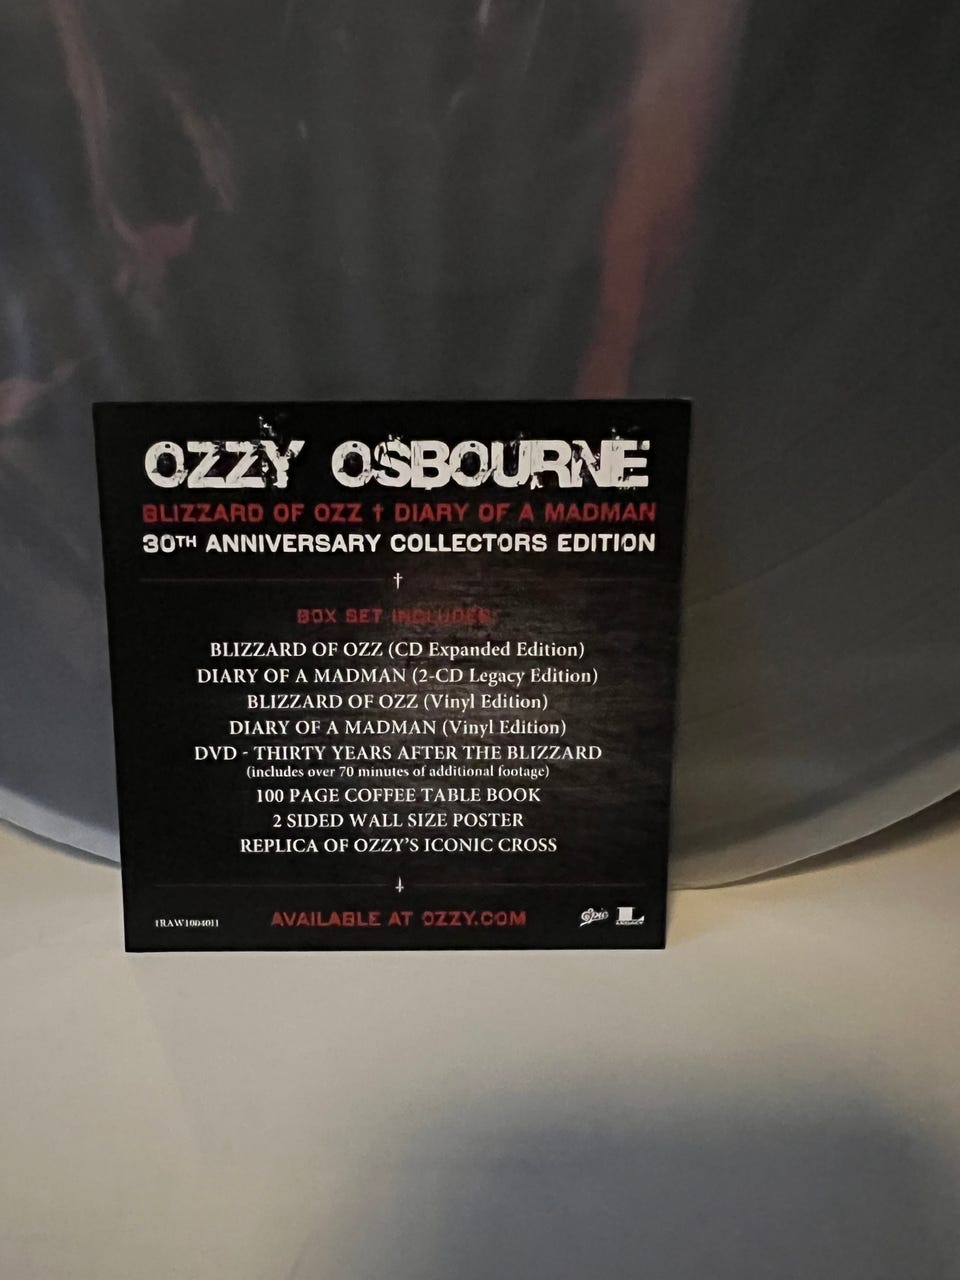 OZZY OSBOURNE
BLIZZARD OF OZZ † DIARY OF A MADMAN
30TH ANNIVERSARY COLLECTORS EDITION
†
BOX SET INCLUDES:
BLIZZARD OF OZZ (CD Expanded Edition)
DIARY OF A MADMAN (2-CD Legacy Edition)
BLIZZARD OF OZZ (Vinyl Edition)
DIARY OF A MADMAN (Vinyl Edition)
DVD - THIRTY YEARS AFTER THE BLIZZARD
(includes over 70 minutes of additional footage)
100 PAGE COFFEE TABLE BOOK
2 SIDED WALL SIZE POSTER
REPLICA OF OZZY'S ICONIC CROSS
1RAW1004011 AVAILABLE AT OZZY.COM Epic L LEGACY